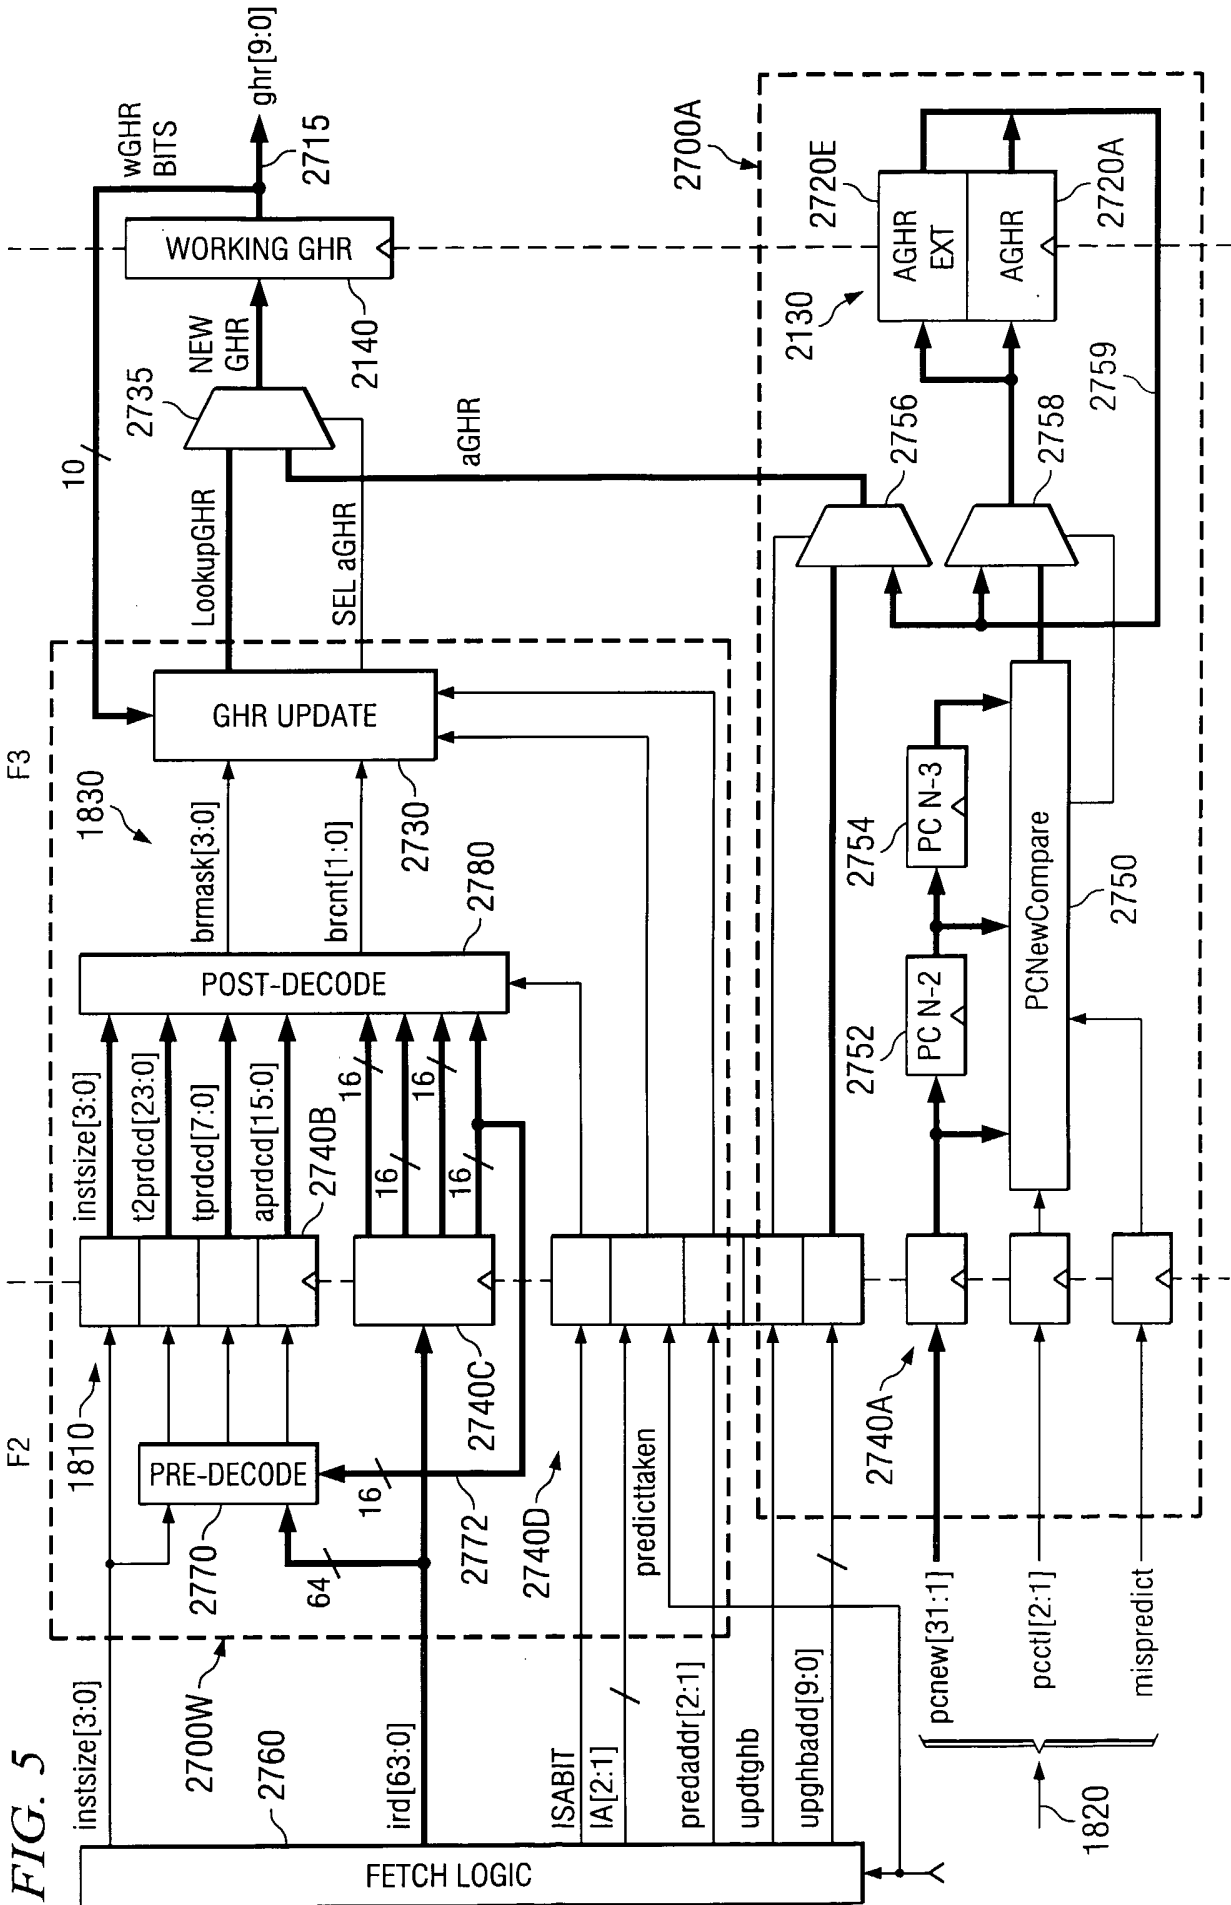 FIG. 5
F2
F3
instsize[3:0]
2760
FETCH LOGIC
2700W
ird[63:0]
64
2770
PRE-DECODE
1810
16
2772
2740C
2740B
instsize[3:0]
t2prdcd[23:0]
tprdcd[7:0]
aprdcd[15:0]
16
16
16
16
POST-DECODE
2780
brmask[3:0]
brcnt[1:0]
1830
GHR UPDATE
2730
LookupGHR
SEL aGHR
10
2735
NEW
GHR
WORKING GHR
2140
wGHR
BITS
ghr[9:0]
2715
ISABIT
IA[2:1]
predicttaken
predaddr[2:1]
updtghb
upghbadd[9:0]
2740D
aGHR
2700A
2740A
pcnew[31:1]
pcctl[2:1]
mispredict
1820
2752
PC N-2
2754
PC N-3
PCNewCompare
2750
2756
2758
2759
2130
AGHR
EXT
AGHR
2720E
2720A